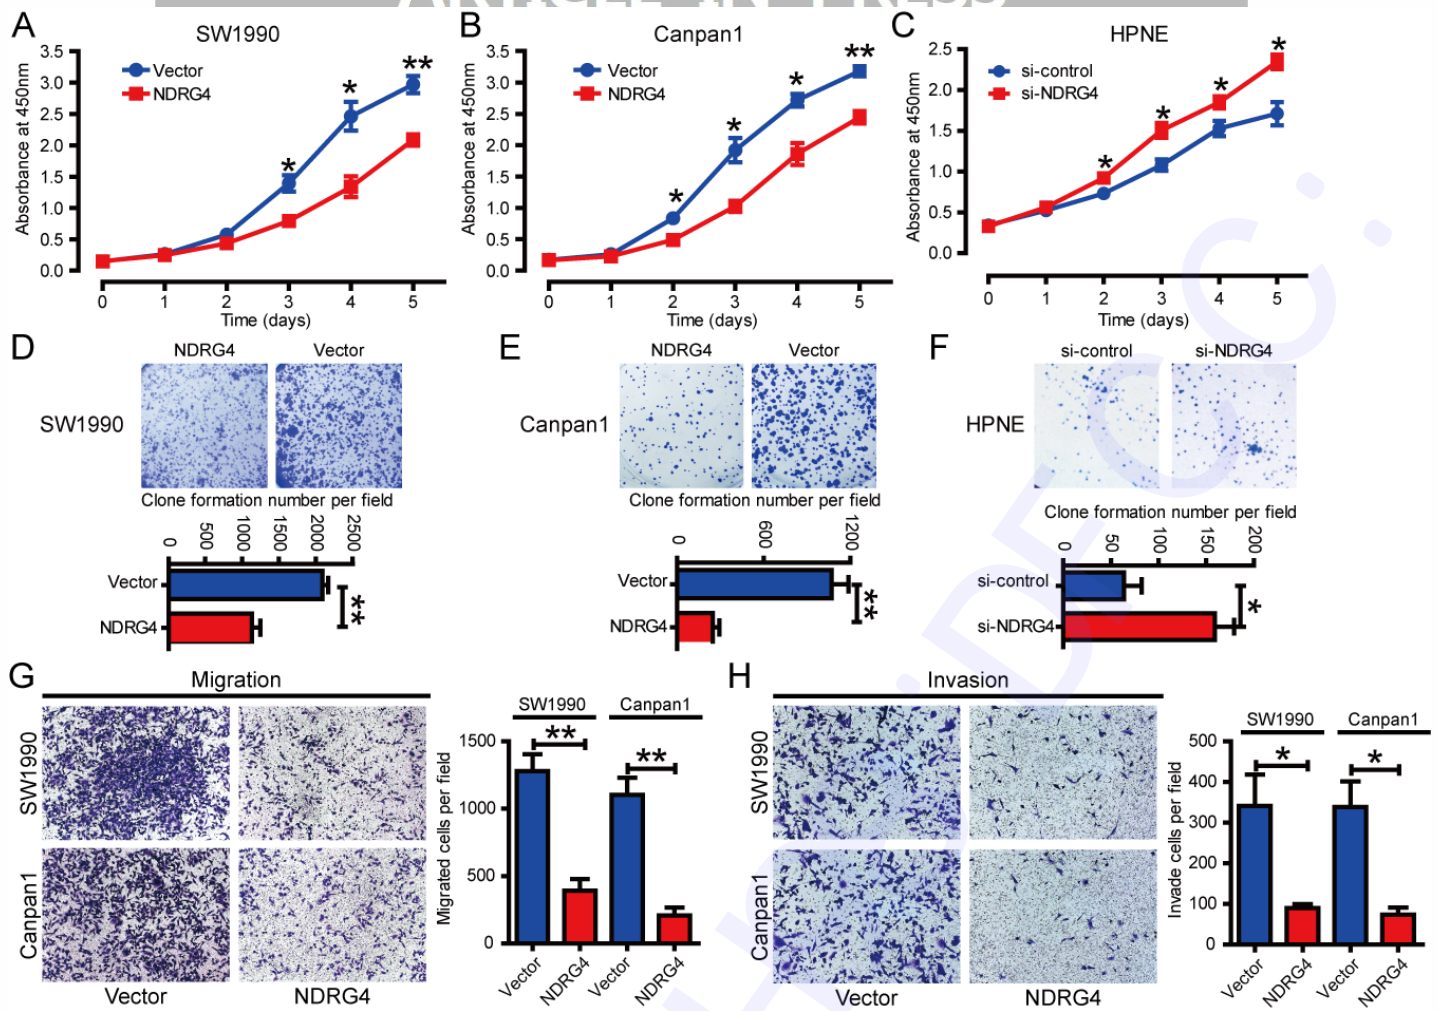 ARTICLE IN PRESS
A
SW1990
Absorbance at 450nm
3.5
3.0
2.5
2.0
1.5
1.0
0.5
0.0
Vector
NDRG4
*
*
**
0 1 2 3 4 5
Time (days)
B
Canpan1
Absorbance at 450nm
3.5
3.0
2.5
2.0
1.5
1.0
0.5
0.0
Vector
NDRG4
*
*
*
**
0 1 2 3 4 5
Time (days)
C
HPNE
Absorbance at 450nm
2.5
2.0
1.5
1.0
0.5
0.0
si-control
si-NDRG4
*
*
*
*
0 1 2 3 4 5
Time (days)
D
NDRG4 Vector
SW1990
Clone formation number per field
0 500 1000 1500 2000 2500
Vector
NDRG4
**
E
NDRG4 Vector
Canpan1
Clone formation number per field
0 600 1200
Vector
NDRG4
**
F
si-control si-NDRG4
HPNE
Clone formation number per field
0 50 100 150 200
si-control
si-NDRG4
*
G
Migration
SW1990
Canpan1
Vector NDRG4
SW1990 Canpan1
Migrated cells per field
1500
1000
500
0
**
**
Vector NDRG4 Vector NDRG4
H
Invasion
SW1990
Canpan1
Vector NDRG4
SW1990 Canpan1
Invade cells per field
500
400
300
200
100
0
*
*
Vector NDRG4 Vector NDRG4